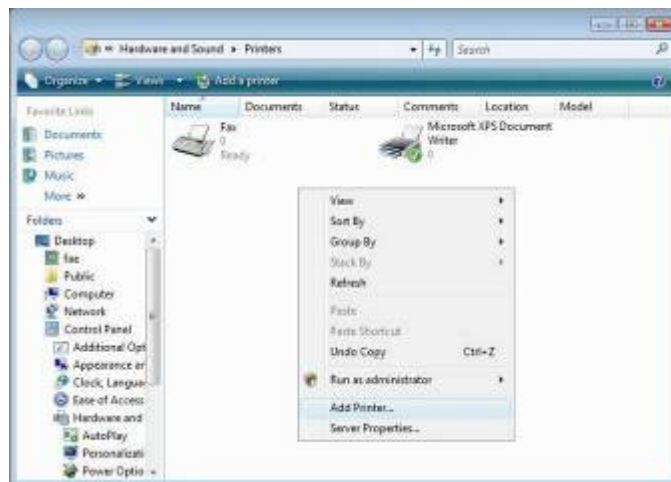 Hardware and Sound ▸ Printers
Search
Organize Views Add a printer
Favorite Links
Documents
Pictures
Music
More »
Folders
Desktop
fae
Public
Computer
Network
Control Panel
Additional Opt
Appearance ar
Clock, Languag
Ease of Access
Hardware and
AutoPlay
Personalizati
Power Optio
Name Documents Status Comments Location Model
Fax
0
Ready
Microsoft XPS Document
Writer
0
View
Sort By
Group By
Stack By
Refresh
Paste
Paste Shortcut
Undo Copy Ctrl+Z
Run as administrator
Add Printer...
Server Properties...